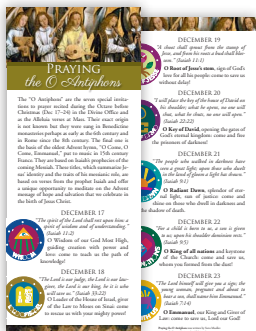 PRAYING
the O Antiphons
The "O Antiphons" are the seven special invita-
tions to prayer recited during the Octave before
Christmas (Dec 17–24) in the Divine Office and
as the Alleluia verses at Mass. Their exact origin
is not known but they were sung in Benedictine
monasteries perhaps as early as the 6th century and
in Rome since the 8th century. The final one is
the basis of the eldest Advent hymn, "O Come, O
Come, Emmanuel," put to music in 15th century
France. They are based on Isaiah's prophecies of the
coming Messiah. These titles, which summarize Je-
sus' identity and the train of his messianic role, are
based on verses from the prophet Isaiah and offer
a unique opportunity to meditate on the Advent
message of hope and salvation that we celebrate in
the birth of Jesus Christ.
DECEMBER 17
"The Spirit of the Lord shall rest upon him: a
spirit of wisdom and of understanding."
(Isaiah 11:2)
O Wisdom of our God Most High,
guiding creation with power and
love: come to teach us the path of
knowledge!
DECEMBER 18
"The Lord is our judge, the Lord is our law-
giver, the Lord is our king; he it is who
will save us." (Isaiah 33:22)
O Leader of the House of Israel, giver
of the Law to Moses on Sinai: come
to rescue us with your mighty power!
DECEMBER 19
"A shoot shall sprout from the stump of
Jesse, and from his roots a bud shall blos-
som." (Isaiah 11:1)
O Root of Jesse's stem, sign of God's
love for all his people: come to save us
without delay!
DECEMBER 20
"I will place the key of the house of David on
his shoulder; what he opens, no one will
shut, what he shuts, no one will open."
(Isaiah 22:22)
O Key of David, opening the gates of
God's eternal kingdom: come and free
the prisoners of darkness!
DECEMBER 21
"The people who walked in darkness have
seen a great light; upon those who dwelt
in the land of gloom a light has shown."
(Isaiah 9:1)
O Radiant Dawn, splendor of eter-
nal light, sun of justice: come and
shine on those who dwell in darkness and
the shadow of death.
DECEMBER 22
"For a child is born to us, a son is given
to us; upon his shoulder dominion rests."
(Isaiah 9:5)
O King of all nations and keystone
of the Church: come and save us,
whom you formed from the dust!
DECEMBER 23
"The Lord himself will give you a sign; the
young woman, pregnant and about to
bear a son, shall name him Emmanuel."
(Isaiah 7:14)
O Emmanuel, our King and Giver of
Law: come to save us, Lord our God!